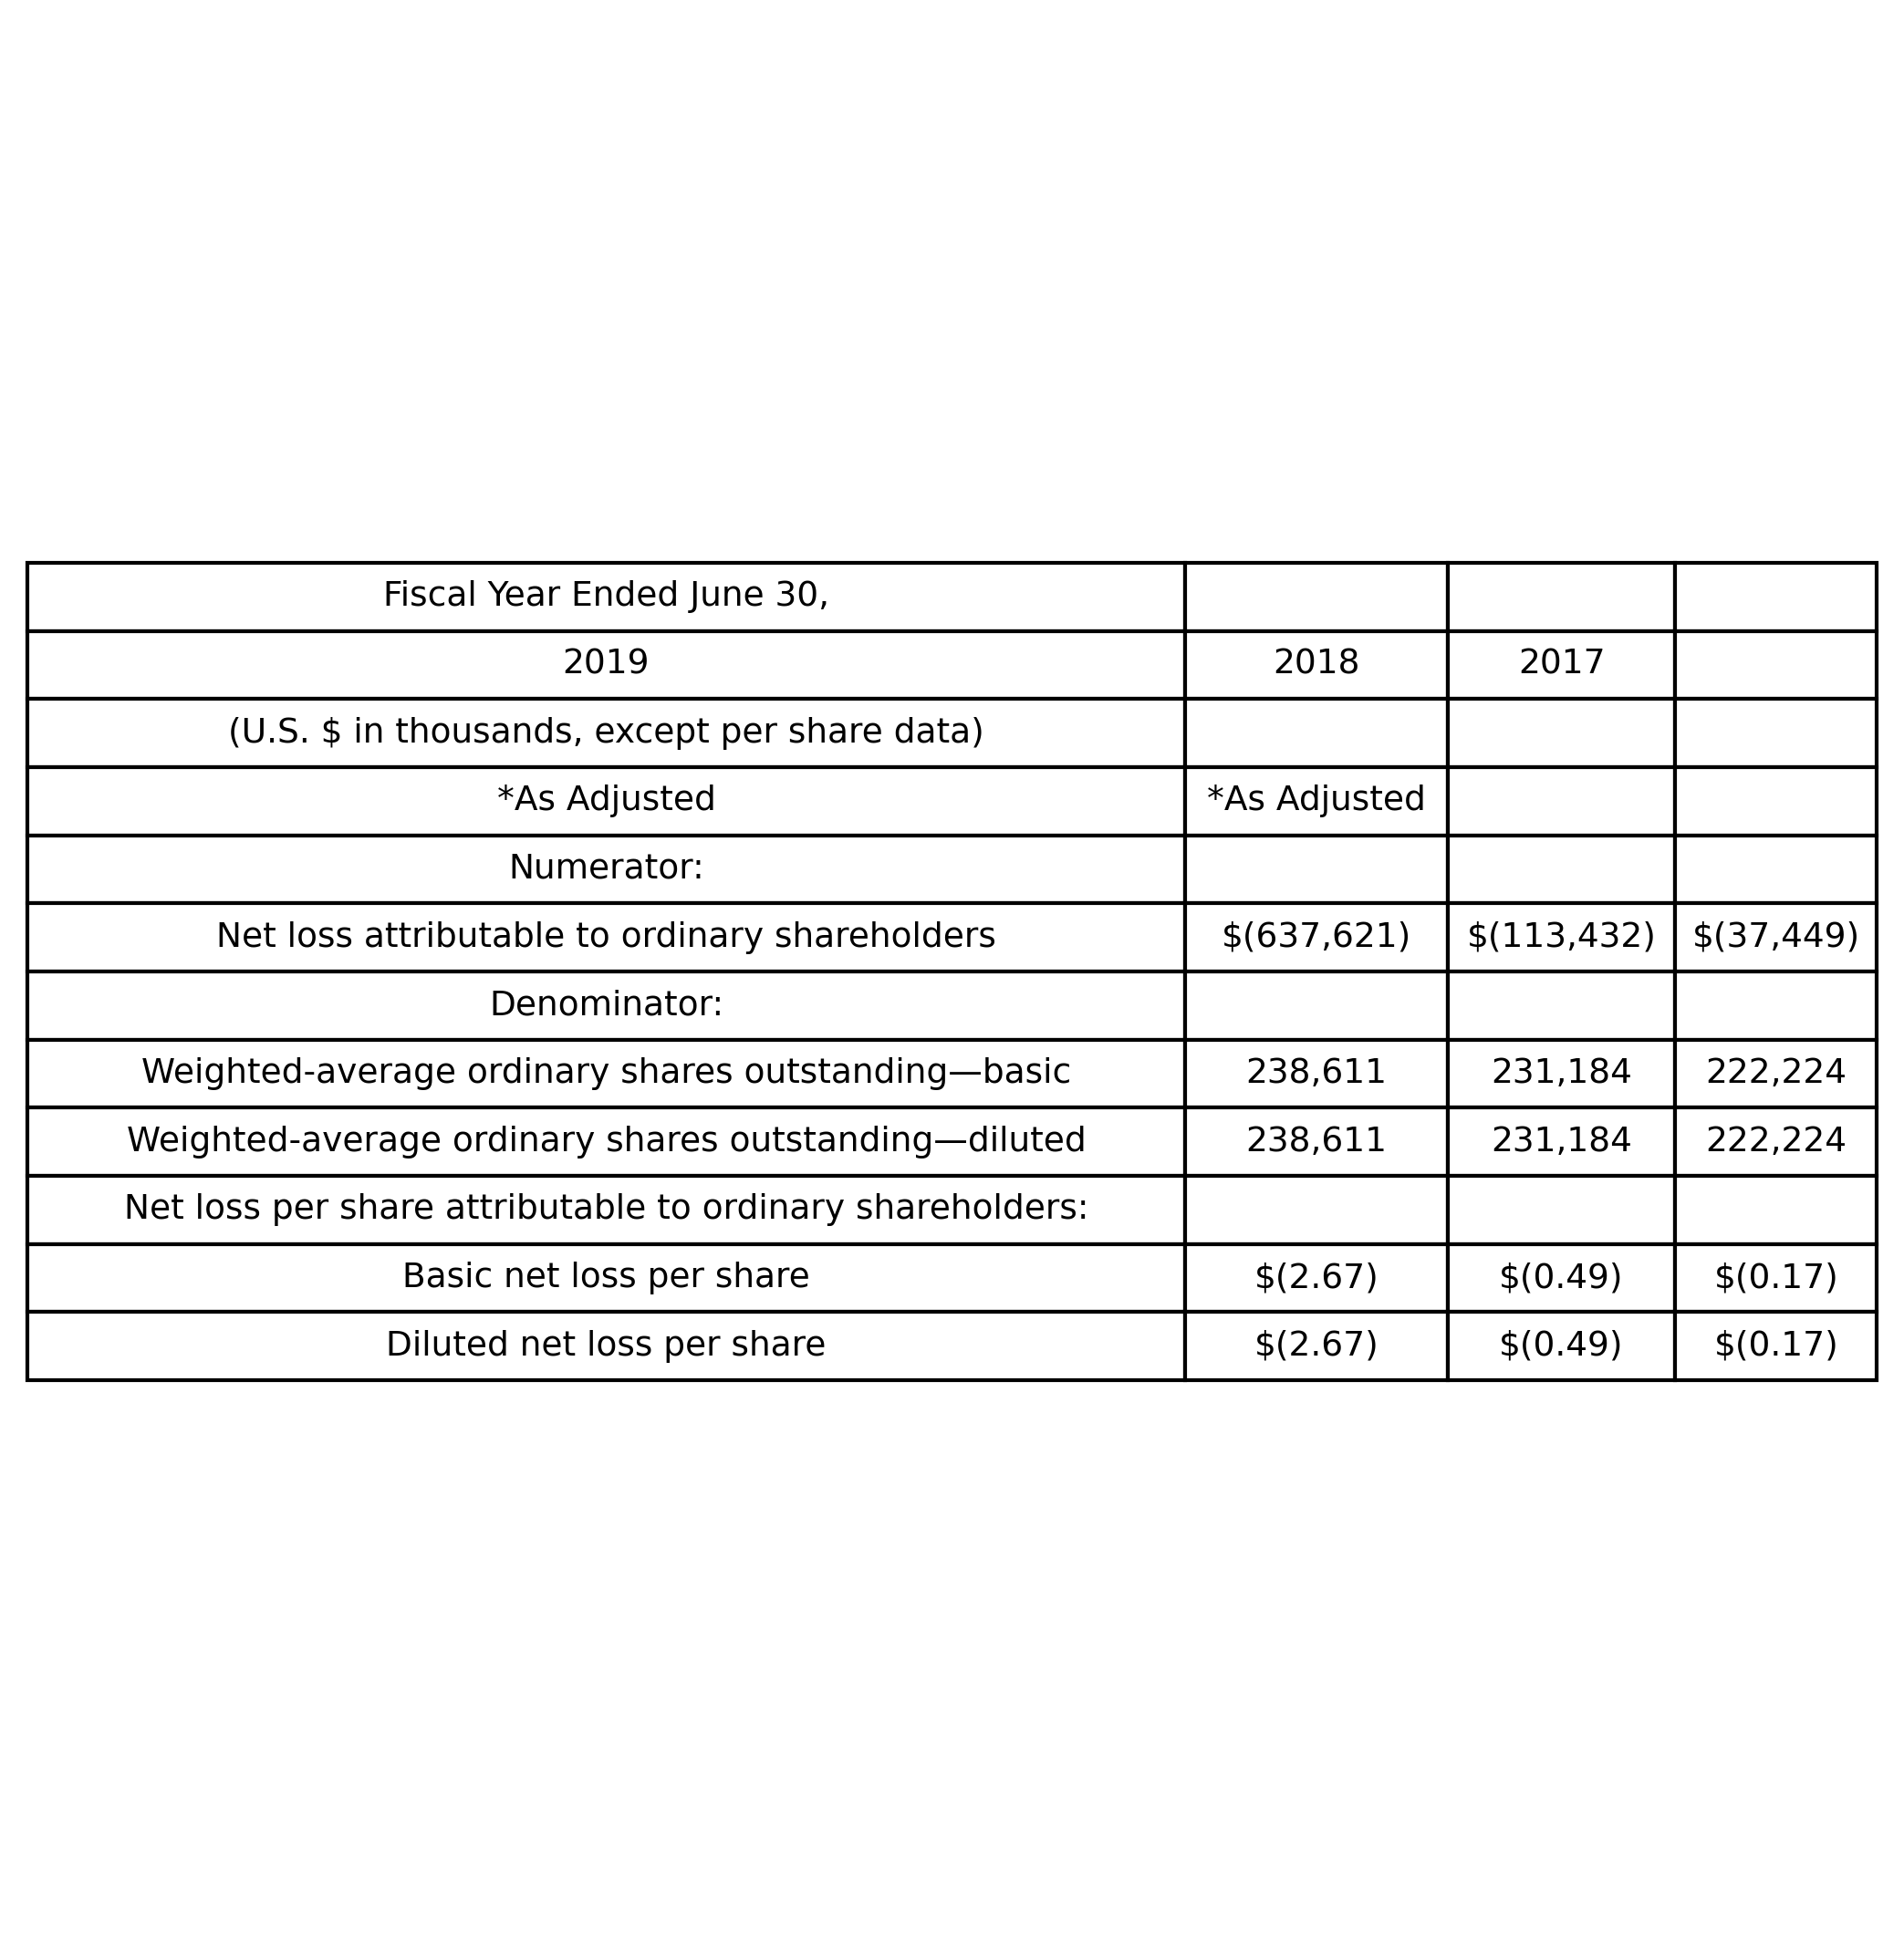 Fiscal Year Ended June 30,
2019 2018 2017
(U.S. $ in thousands, except per share data)
*As Adjusted *As Adjusted
Numerator:
Net loss attributable to ordinary shareholders $(637,621) $(113,432) $(37,449)
Denominator:
Weighted-average ordinary shares outstanding—basic 238,611 231,184 222,224
Weighted-average ordinary shares outstanding—diluted 238,611 231,184 222,224
Net loss per share attributable to ordinary shareholders:
Basic net loss per share $(2.67) $(0.49) $(0.17)
Diluted net loss per share $(2.67) $(0.49) $(0.17)